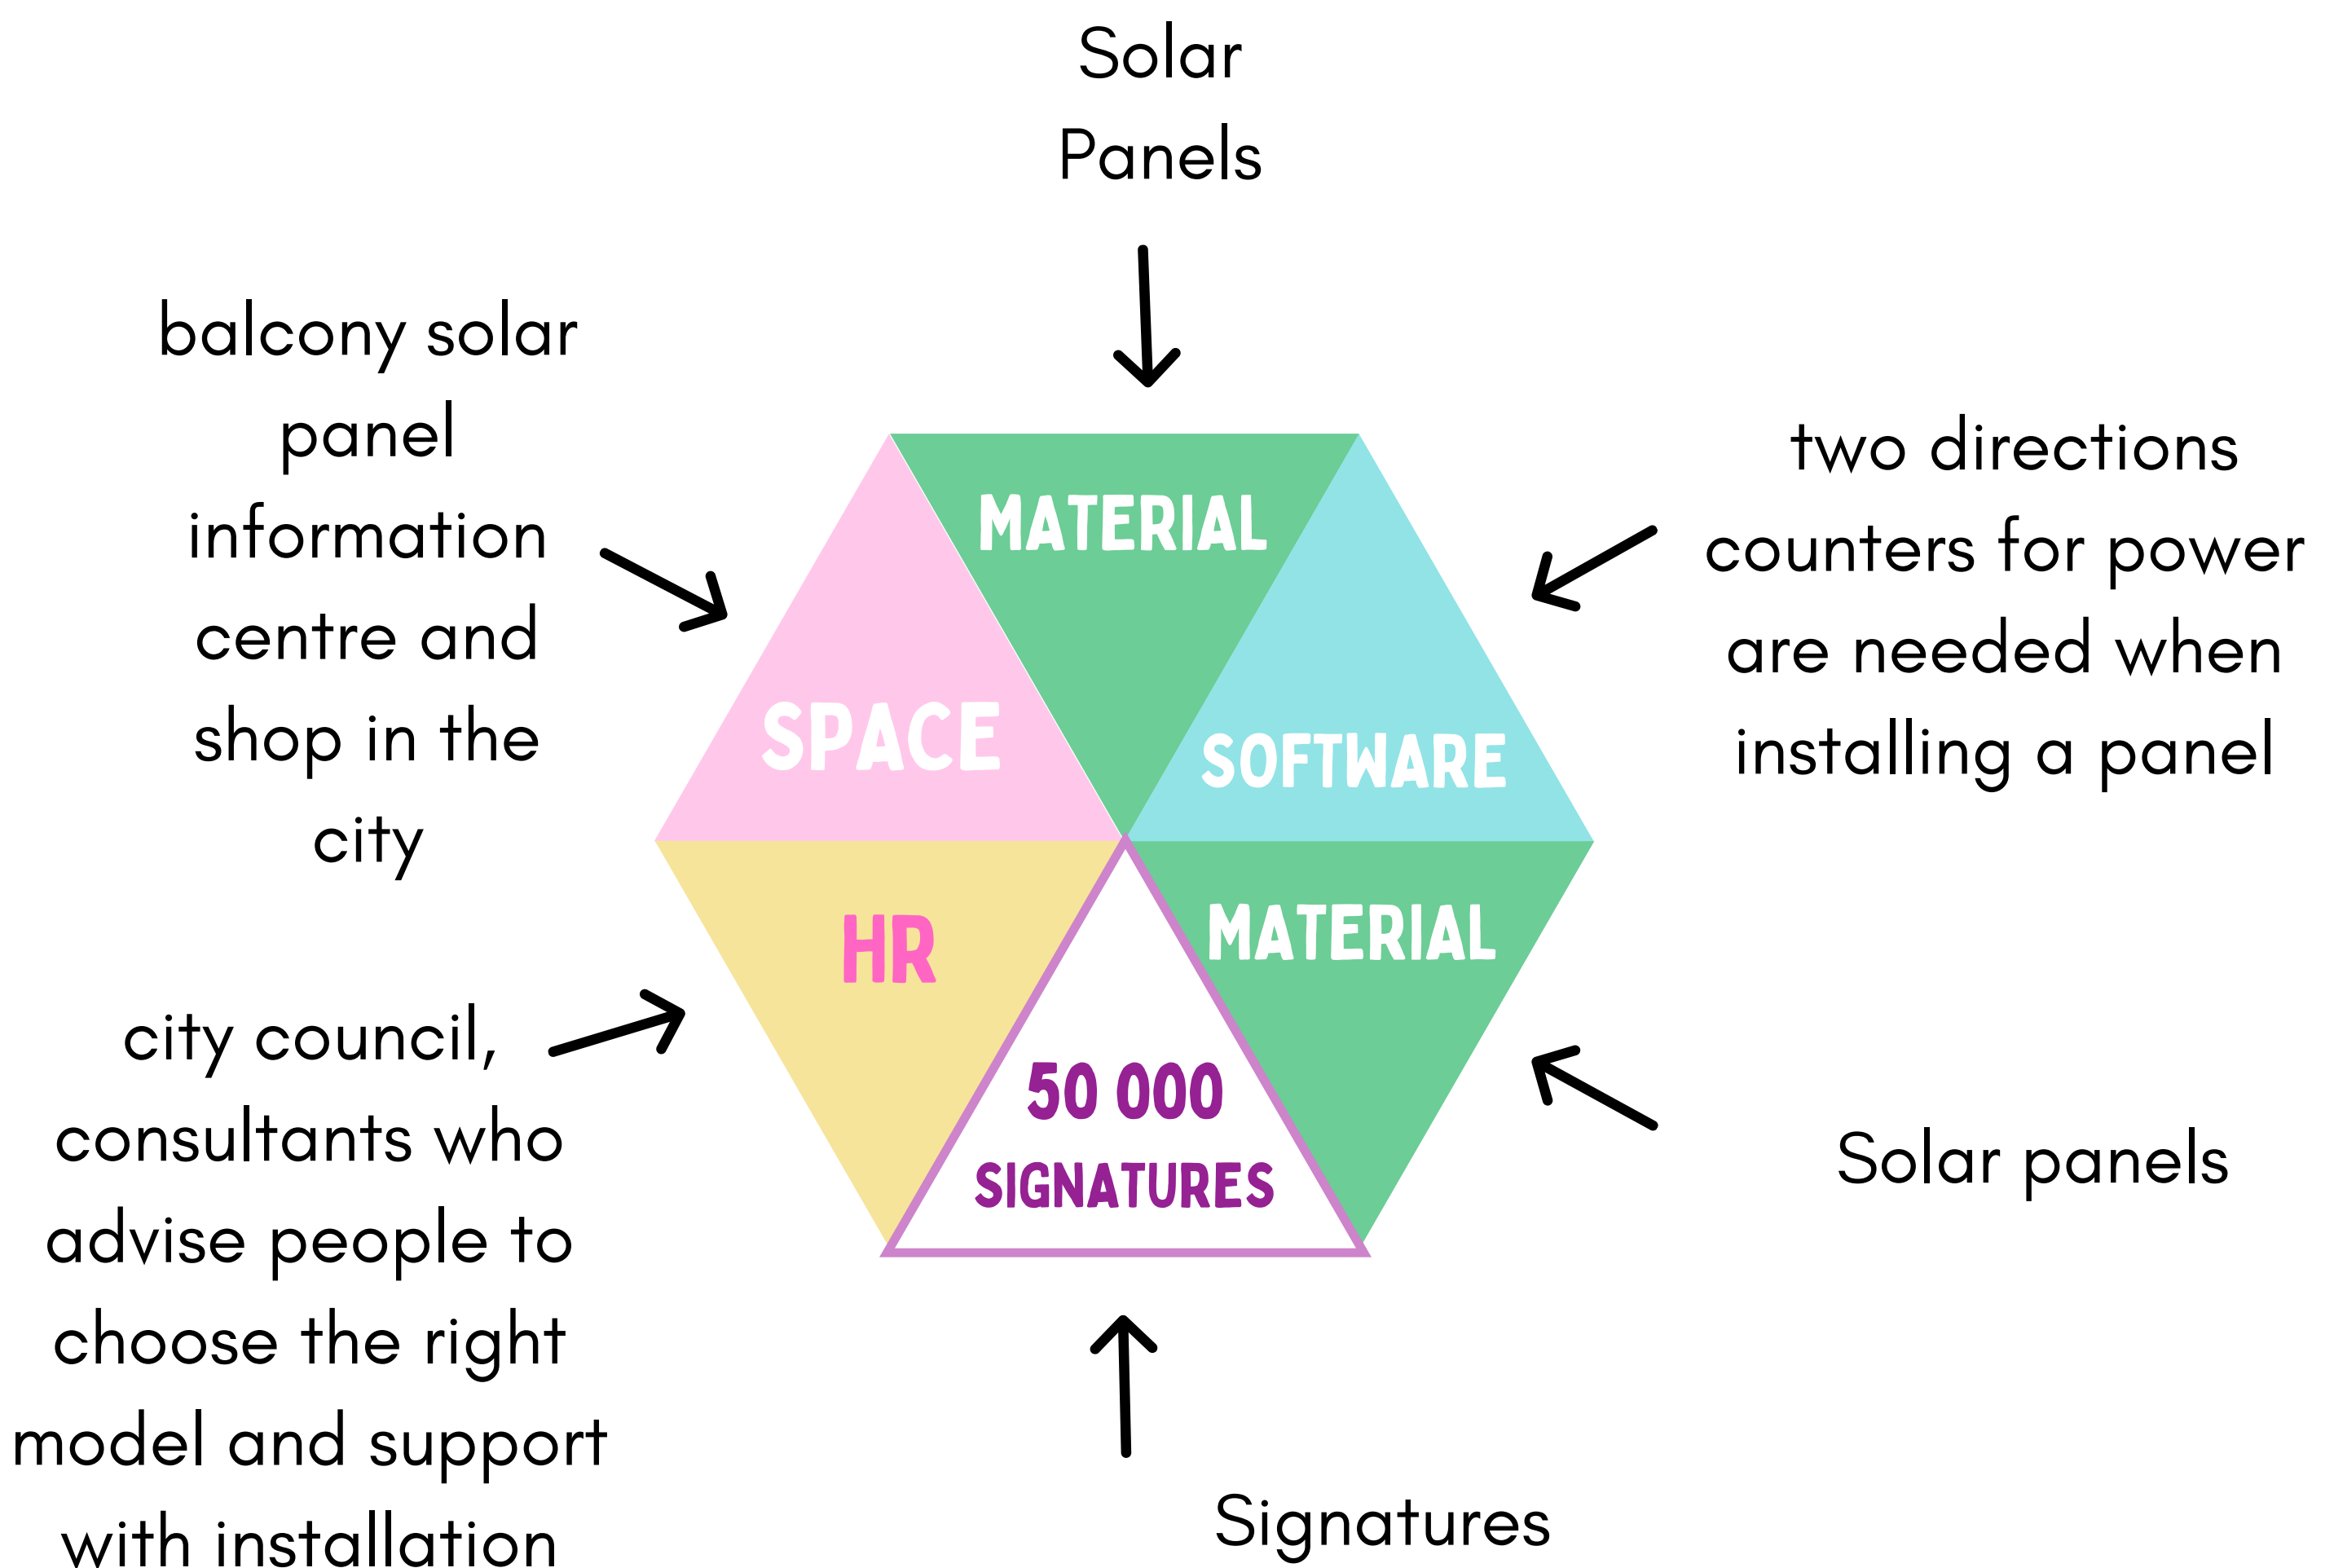 Solar
Panels
balcony solar
panel
information
centre and
shop in the
city
two directions
counters for power
are needed when
installing a panel
MATERIAL
SPACE
SOFTWARE
HR
MATERIAL
50 000
SIGNATURES
city council,
consultants who
advise people to
choose the right
model and support
with installation
Solar panels
Signatures